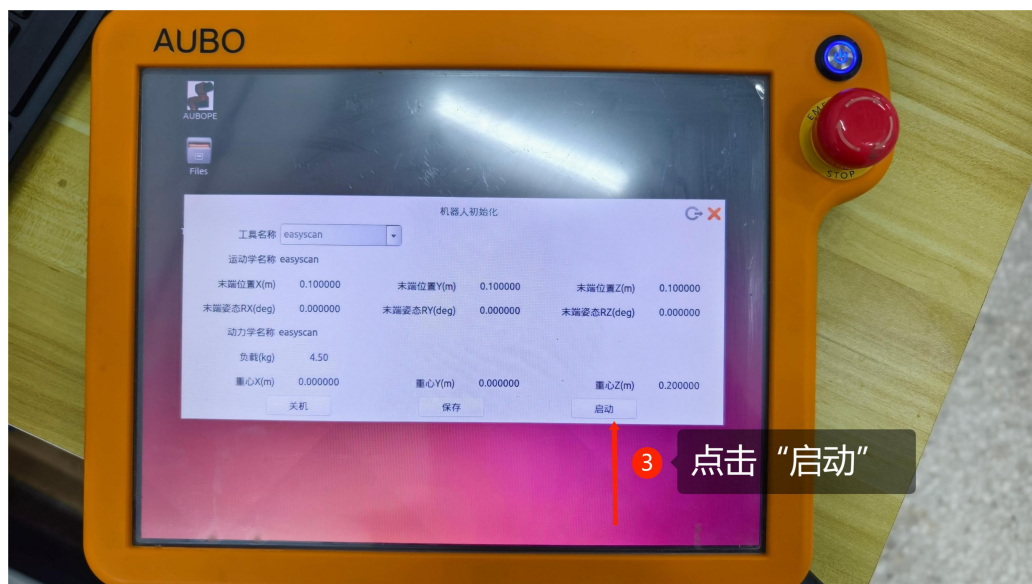 AUBO
AUBOPE
Files
机器人初始化
工具名称 easyscan
运动学名称 easyscan
末端位置X(m) 0.100000 末端位置Y(m) 0.100000 末端位置Z(m) 0.100000
末端姿态RX(deg) 0.000000 末端姿态RY(deg) 0.000000 末端姿态RZ(deg) 0.000000
动力学名称 easyscan
负载(kg) 4.50
重心X(m) 0.000000 重心Y(m) 0.000000 重心Z(m) 0.200000
关机 保存 启动
3 点击“启动”
STOP